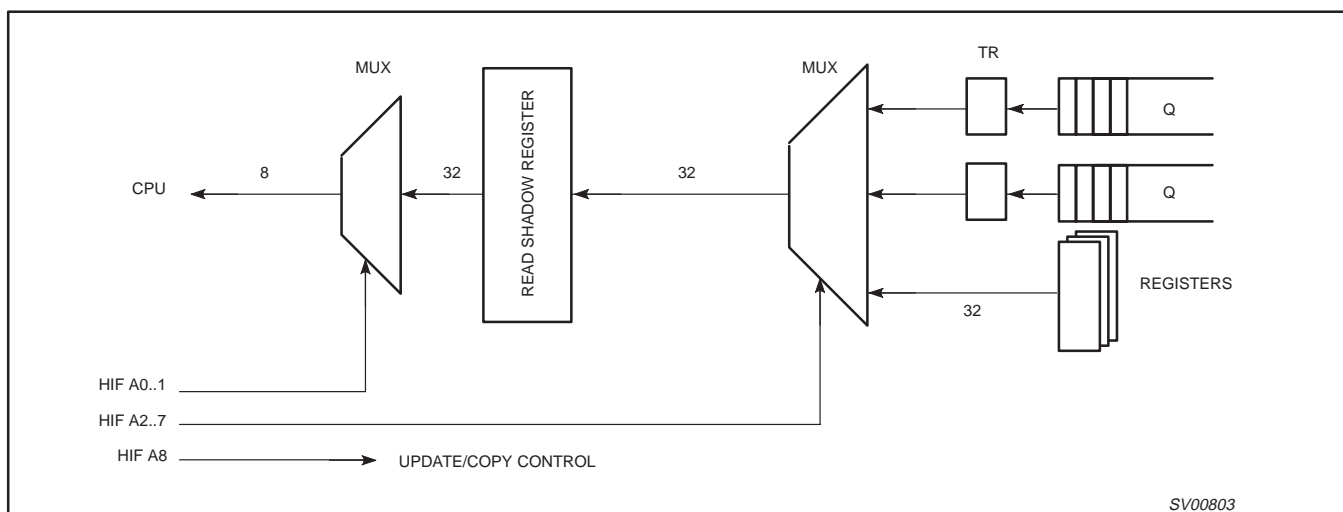 TR
MUX
MUX
Q
READ SHADOW REGISTER
8
32
32
CPU
Q
REGISTERS
32
HIF A0..1
HIF A2..7
HIF A8
UPDATE/COPY CONTROL
SV00803